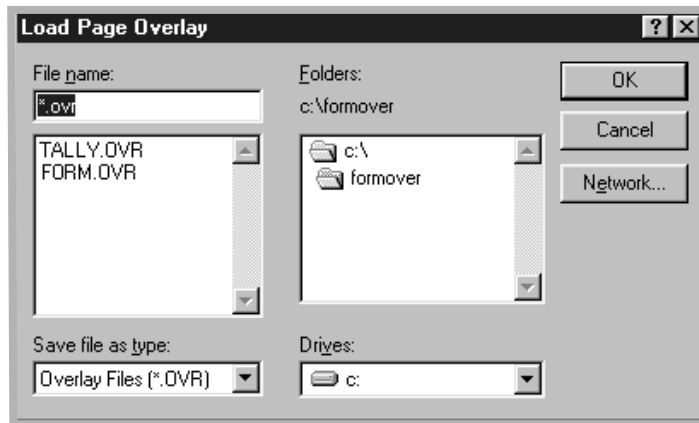 Load Page Overlay
File name:
*.ovr
TALLY.OVR
FORM.OVR
Save file as type:
Overlay Files (*.OVR)
Folders:
c:\formover
c:\
formover
Drives:
c:
OK
Cancel
Network...